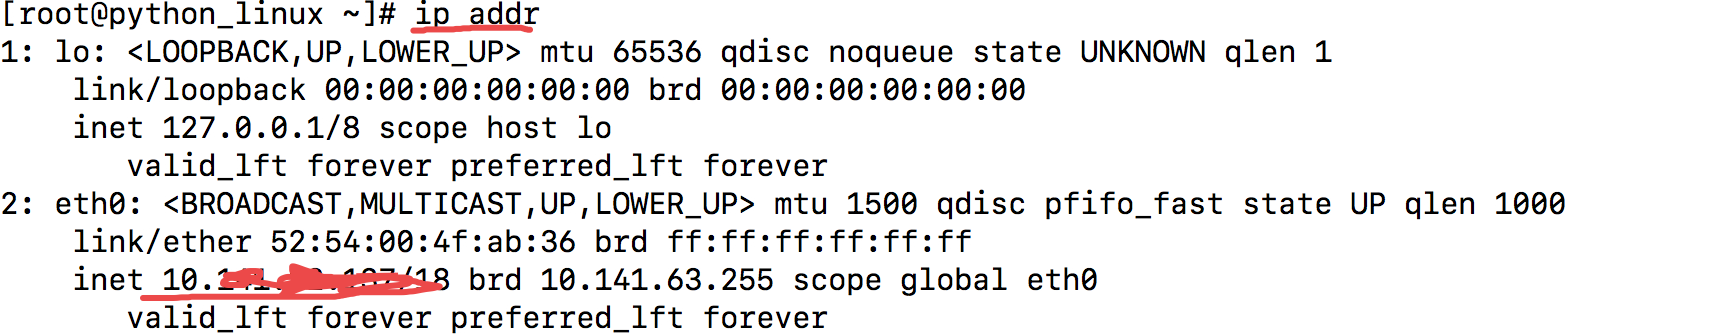 [root@python_linux ~]# ip addr
1: lo: <LOOPBACK,UP,LOWER_UP> mtu 65536 qdisc noqueue state UNKNOWN qlen 1
link/loopback 00:00:00:00:00:00 brd 00:00:00:00:00:00
inet 127.0.0.1/8 scope host lo
valid_lft forever preferred_lft forever
2: eth0: <BROADCAST,MULTICAST,UP,LOWER_UP> mtu 1500 qdisc pfifo_fast state UP qlen 1000
link/ether 52:54:00:4f:ab:36 brd ff:ff:ff:ff:ff:ff
inet brd 10.141.63.255 scope global eth0
valid_lft forever preferred_lft forever